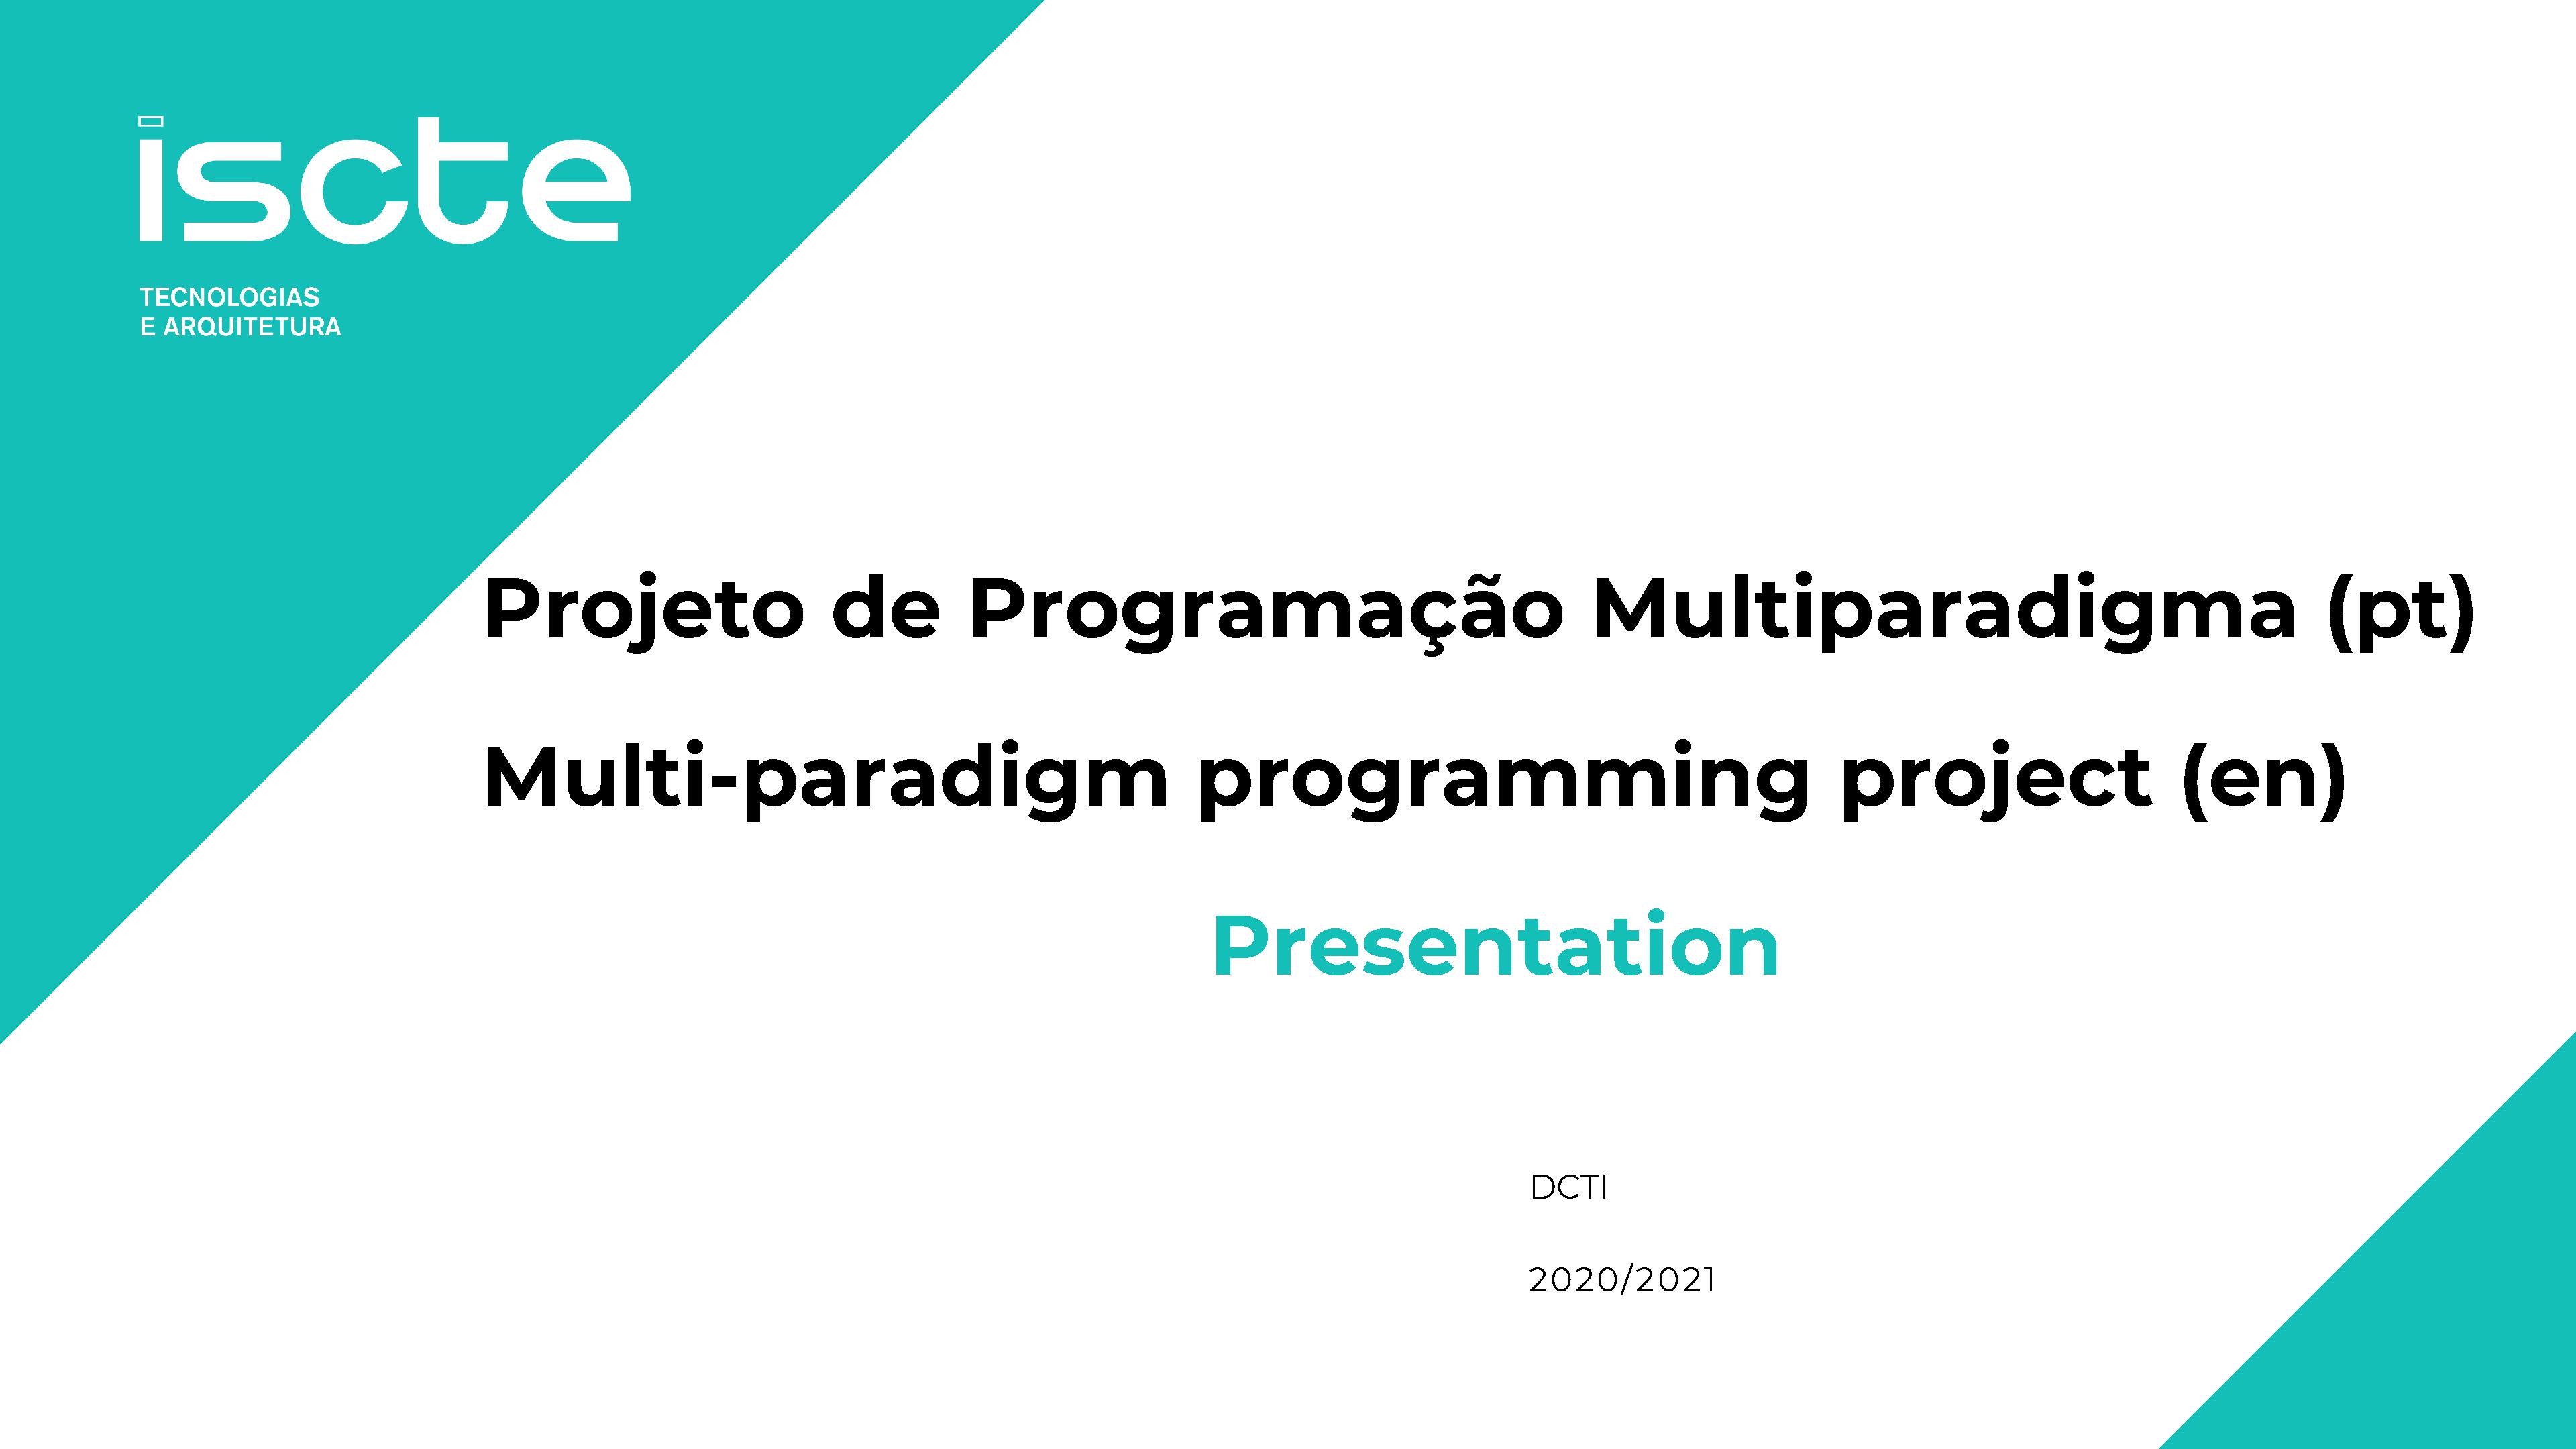 iscte
TECNOLOGIAS
E ARQUITETURA
Projeto de Programação Multiparadigma (pt)
Multi-paradigm programming project (en)
Presentation
DCTI
2020/2021